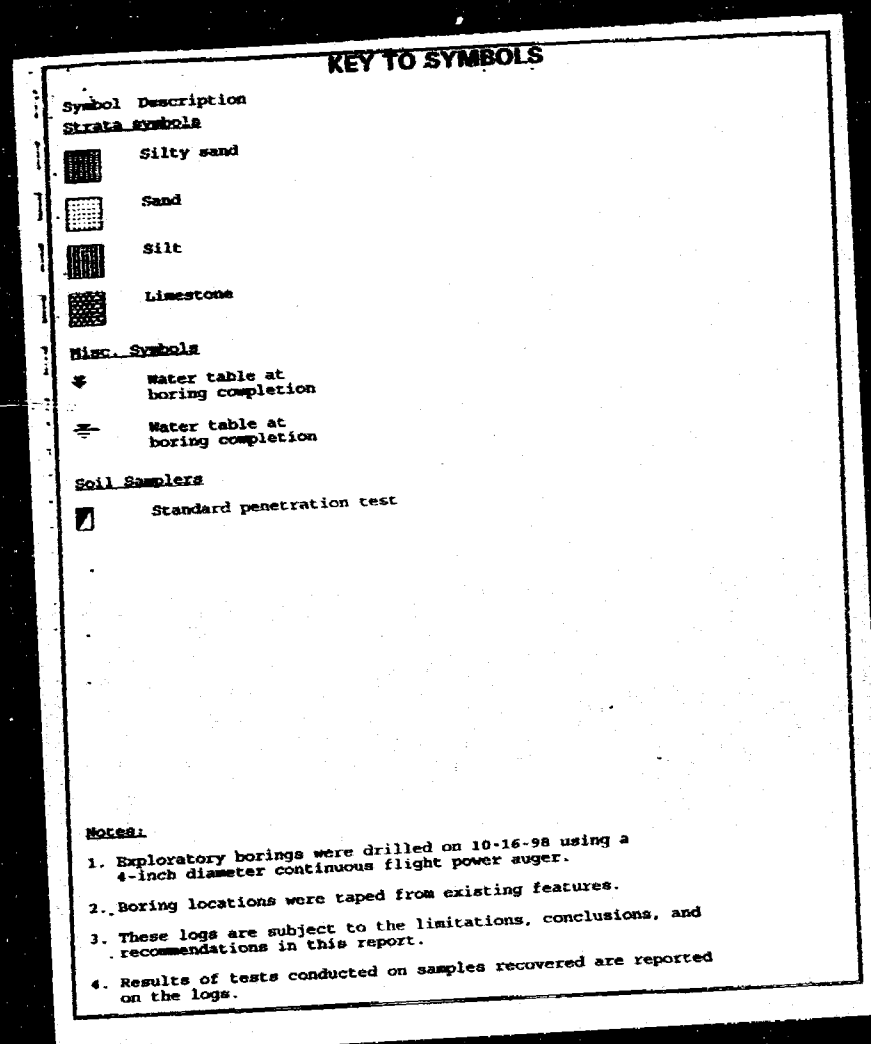 KEY TO SYMBOLS
Symbol Description
Strata symbols
Silty sand
Sand
Silt
Limestone
Misc. Symbols
Water table at
boring completion
Water table at
boring completion
Soil Samplers
Standard penetration test
Notes:
1. Exploratory borings were drilled on 10-16-98 using a
4-inch diameter continuous flight power auger.
2. Boring locations were taped from existing features.
3. These logs are subject to the limitations, conclusions, and
recommendations in this report.
4. Results of tests conducted on samples recovered are reported
on the logs.